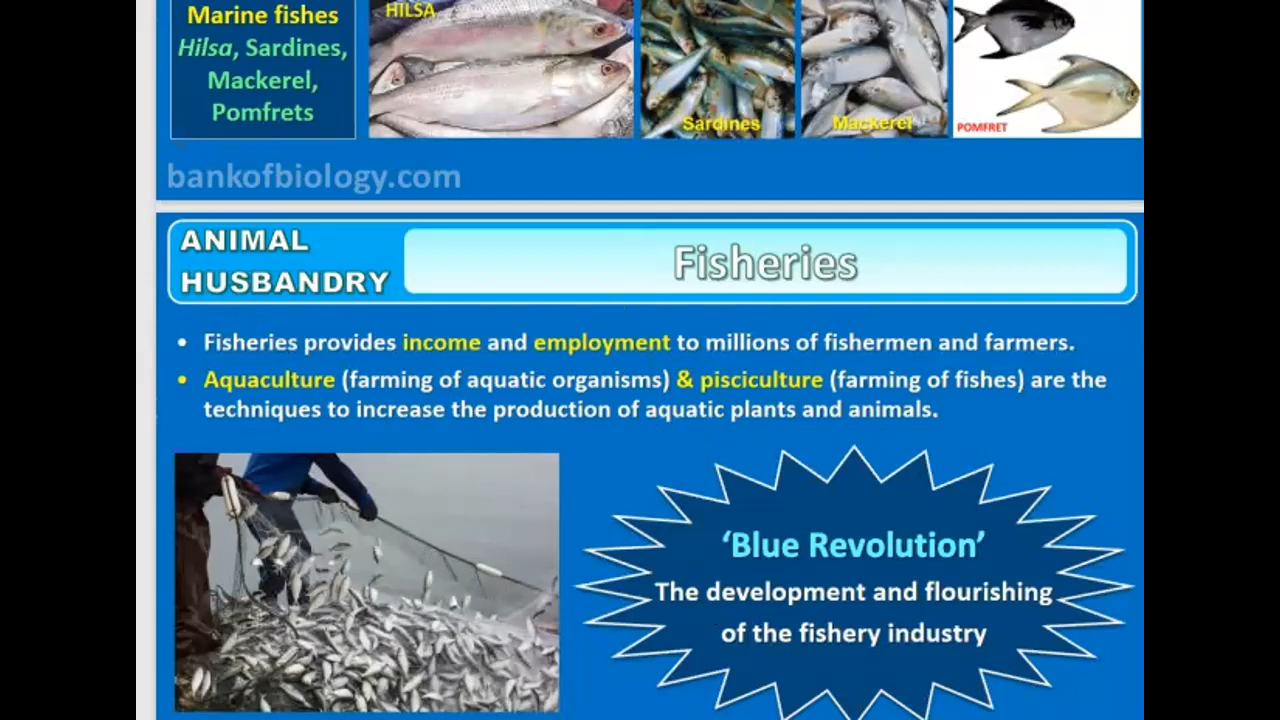 Marine fishes
Hilsa, Sardines,
Mackerel,
Pomfrets
HILSA
Sardines
Mackerel
POMFRET
bankofbiology.com
ANIMAL
HUSBANDRY
Fisheries
• Fisheries provides income and employment to millions of fishermen and farmers.
• Aquaculture (farming of aquatic organisms) & pisciculture (farming of fishes) are the
techniques to increase the production of aquatic plants and animals.
‘Blue Revolution’
The development and flourishing
of the fishery industry